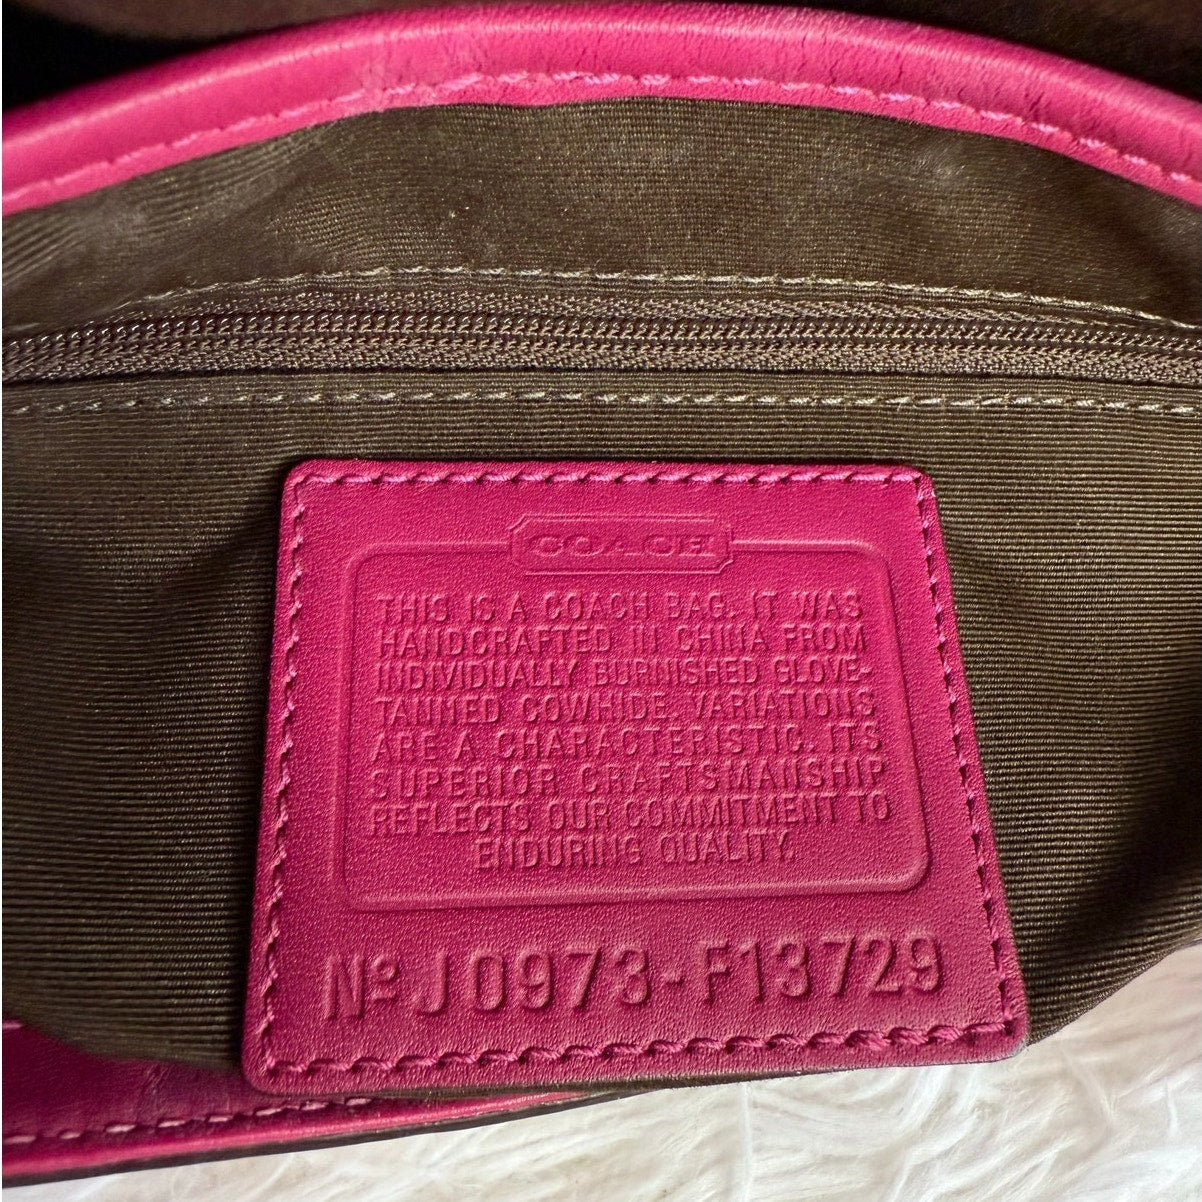 COACH
THIS IS A COACH BAG. IT WAS
HANDCRAFTED IN CHINA FROM
INDIVIDUALLY BURNISHED GLOVE-
TANNED COWHIDE. VARIATIONS
ARE A CHARACTERISTIC. ITS
SUPERIOR CRAFTSMANSHIP
REFLECTS OUR COMMITMENT TO
ENDURING QUALITY.
Nº J0973-F13729